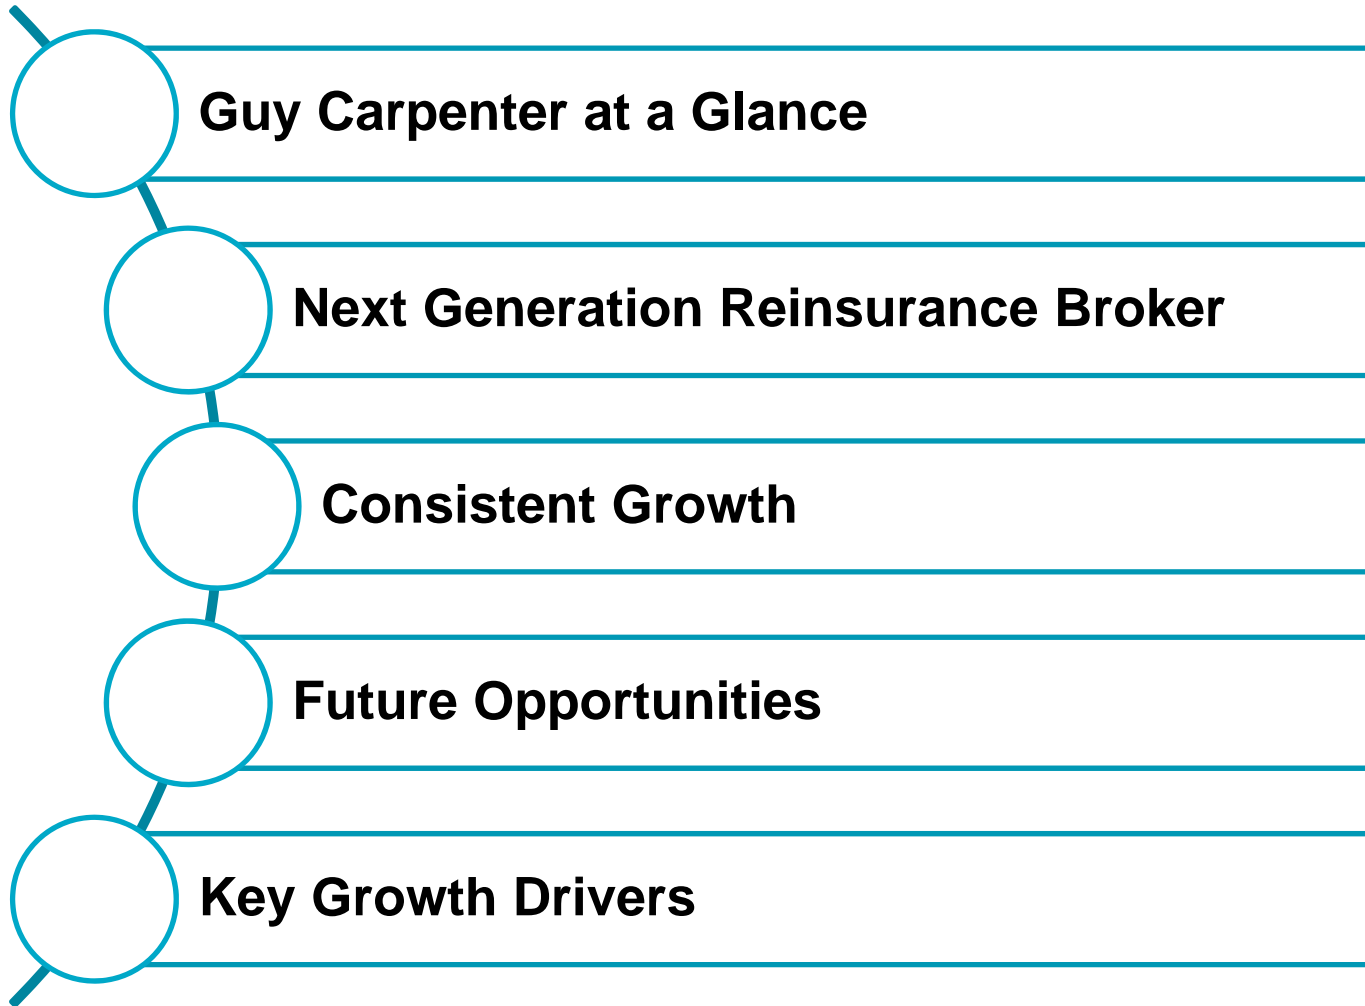 Guy Carpenter at a Glance
Next Generation Reinsurance Broker
Consistent Growth
Future Opportunities
Key Growth Drivers